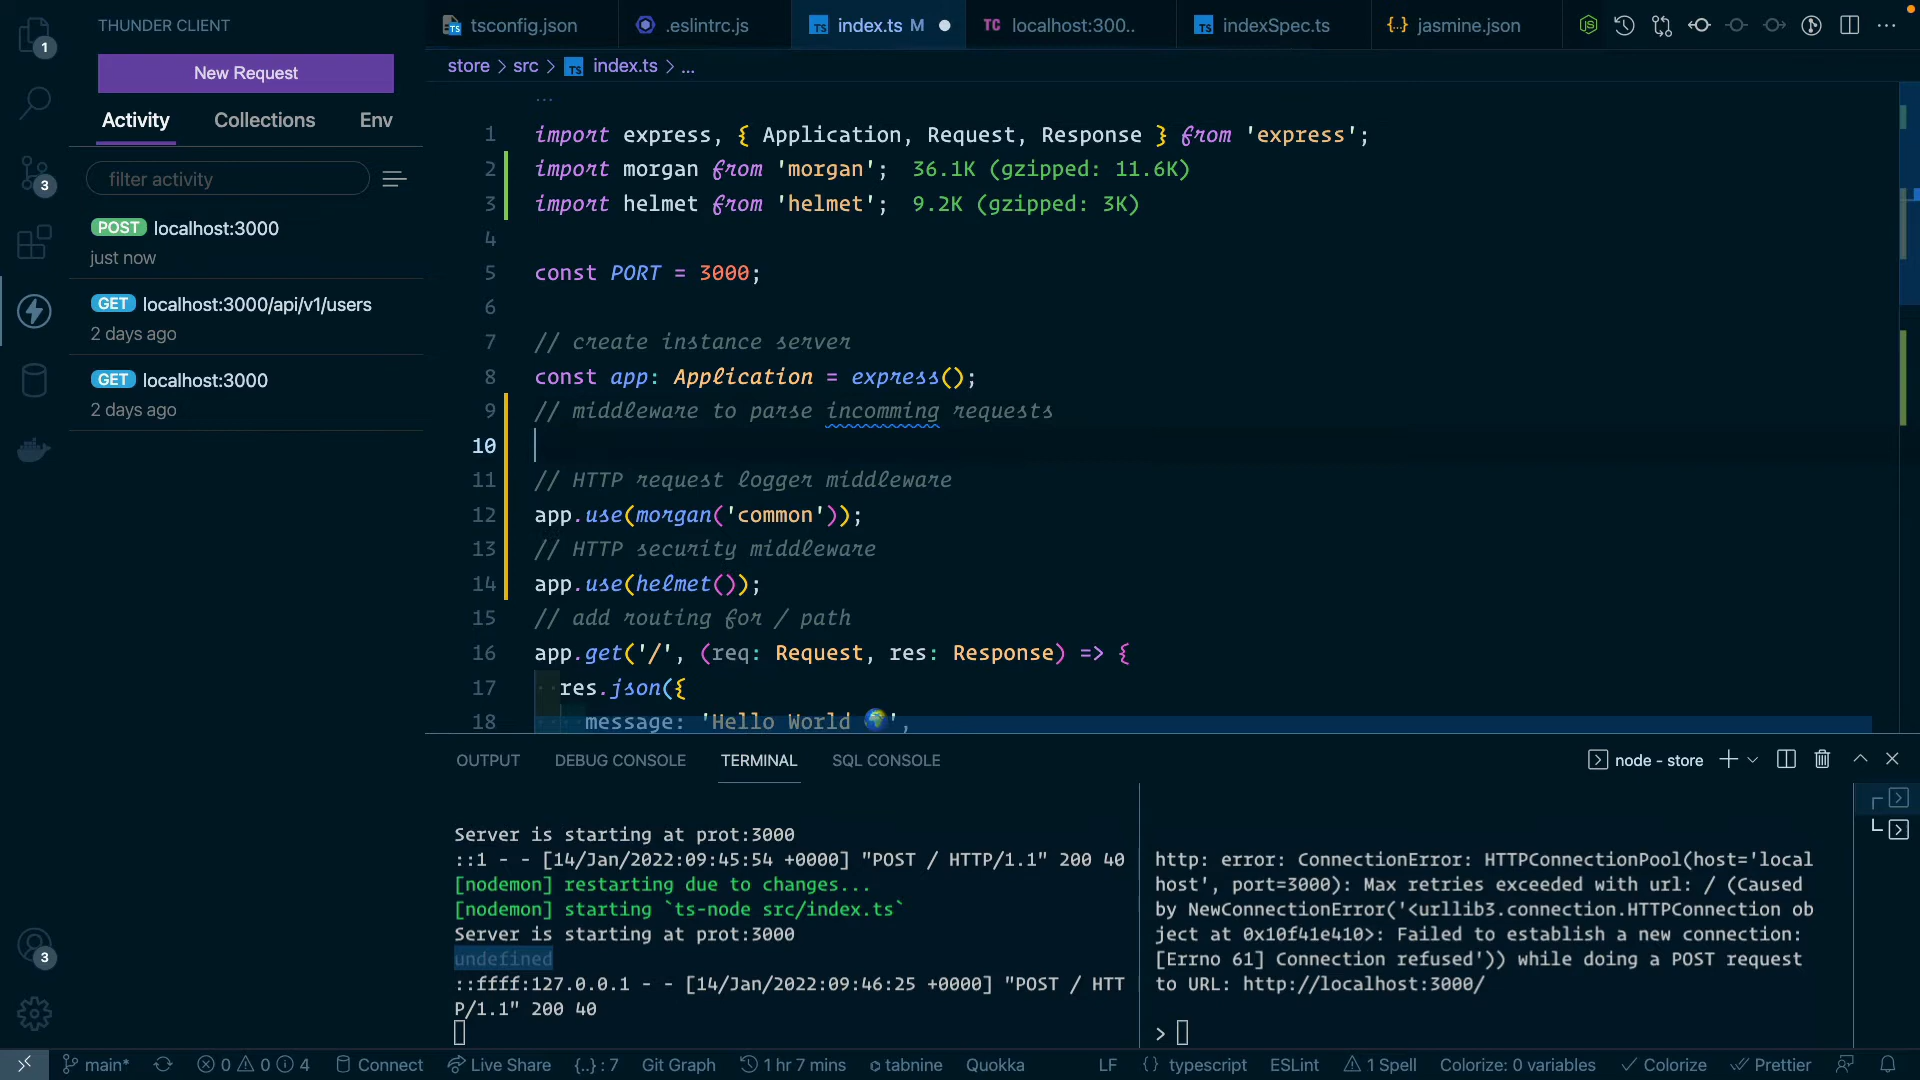 THUNDER CLIENT
New Request
Activity Collections Env
filter activity
POST localhost:3000
just now
GET localhost:3000/api/v1/users
2 days ago
GET localhost:3000
2 days ago
1
3
3
tsconfig.json .eslintrc.js TS index.ts M TC localhost:300.. TS indexSpec.ts {..} jasmine.json
store > src > TS index.ts > ...
...
1 import express, { Application, Request, Response } from 'express';
2 import morgan from 'morgan'; 36.1K (gzipped: 11.6K)
3 import helmet from 'helmet'; 9.2K (gzipped: 3K)
4
5 const PORT = 3000;
6
7 // create instance server
8 const app: Application = express();
9 // middleware to parse incomming requests
10
11 // HTTP request logger middleware
12 app.use(morgan('common'));
13 // HTTP security middleware
14 app.use(helmet());
15 // add routing for / path
16 app.get('/', (req: Request, res: Response) => {
17 res.json({
18 message: 'Hello World 🌍',
OUTPUT DEBUG CONSOLE TERMINAL SQL CONSOLE
node - store
Server is starting at prot:3000
::1 - - [14/Jan/2022:09:45:54 +0000] "POST / HTTP/1.1" 200 40
[nodemon] restarting due to changes...
[nodemon] starting `ts-node src/index.ts`
Server is starting at prot:3000
undefined
::ffff:127.0.0.1 - - [14/Jan/2022:09:46:25 +0000] "POST / HTT
P/1.1" 200 40
http: error: ConnectionError: HTTPConnectionPool(host='local
host', port=3000): Max retries exceeded with url: / (Caused
by NewConnectionError('<urllib3.connection.HTTPConnection ob
ject at 0x10f41e410>: Failed to establish a new connection:
[Errno 61] Connection refused')) while doing a POST request
to URL: http://localhost:3000/
>
main* 0 0 4 Connect Live Share {..} : 7 Git Graph 1 hr 7 mins tabnine Quokka LF { } typescript ESLint 1 Spell Colorize: 0 variables Colorize Prettier